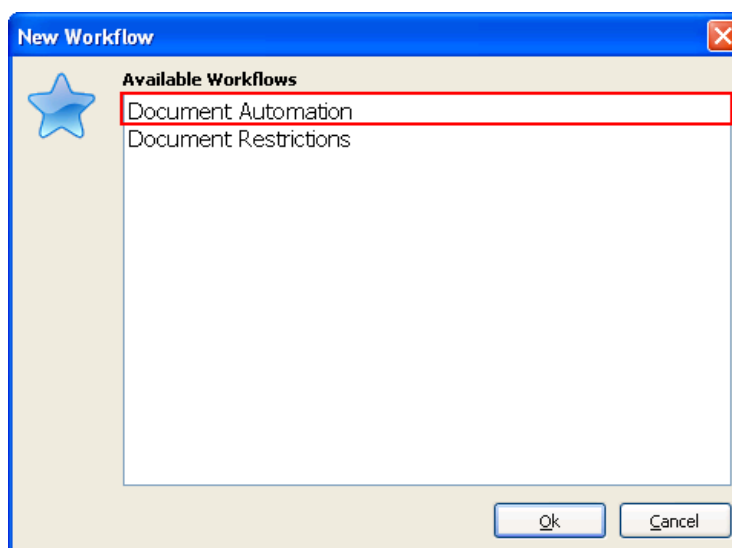 New Workflow
Available Workflows
Document Automation
Document Restrictions
Ok
Cancel